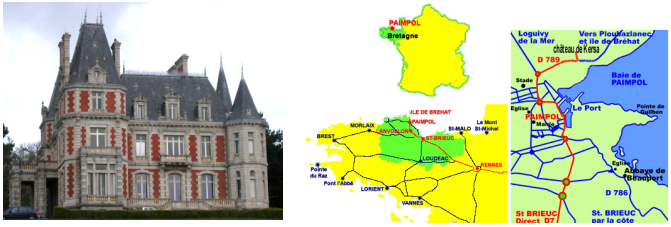 PAIMPOL
Bretagne
ILE DE BREHAT
PAIMPOL
LANVOLLON
MORLAIX
BREST
ST-BRIEUC
St-MALO
Le Mont
St-Michel
LOUDEAC
RENNES
Pointe
du Raz
Pont l'Abbé
LORIENT
VANNES
Loguivy
de la Mer
Vers Ploubazlanec
et ile de Bréhat
château de Kersa
D 789
Stade
Baie de
PAIMPOL
Eglise
Le Port
Pointe de
Guilben
PAIMPOL
Mairie
Eglise
Abbaye de
Beauport
D 786
St BRIEUC
Direct D7
St. BRIEUC
par la côte